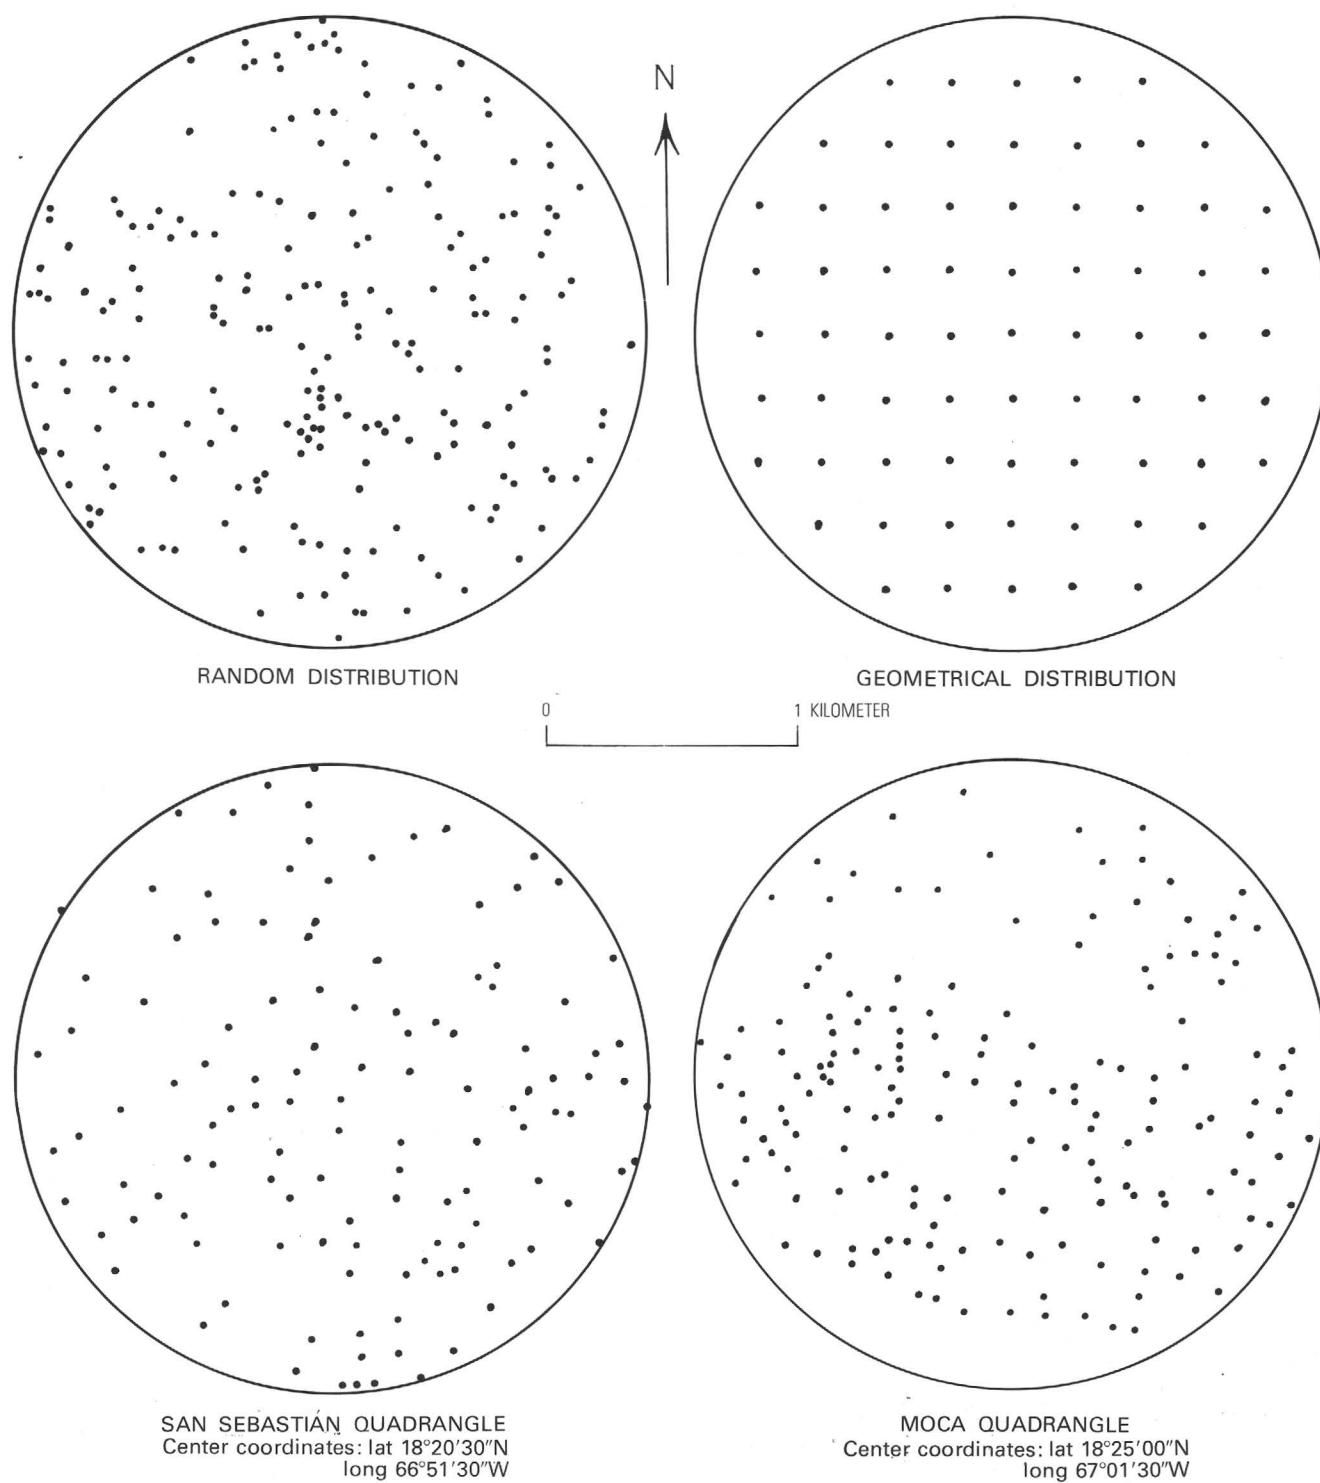 N
RANDOM DISTRIBUTION
GEOMETRICAL DISTRIBUTION
0 1 KILOMETER
SAN SEBASTIÁN QUADRANGLE
Center coordinates: lat 18°20'30"N
long 66°51'30"W
MOCA QUADRANGLE
Center coordinates: lat 18°25'00"N
long 67°01'30"W